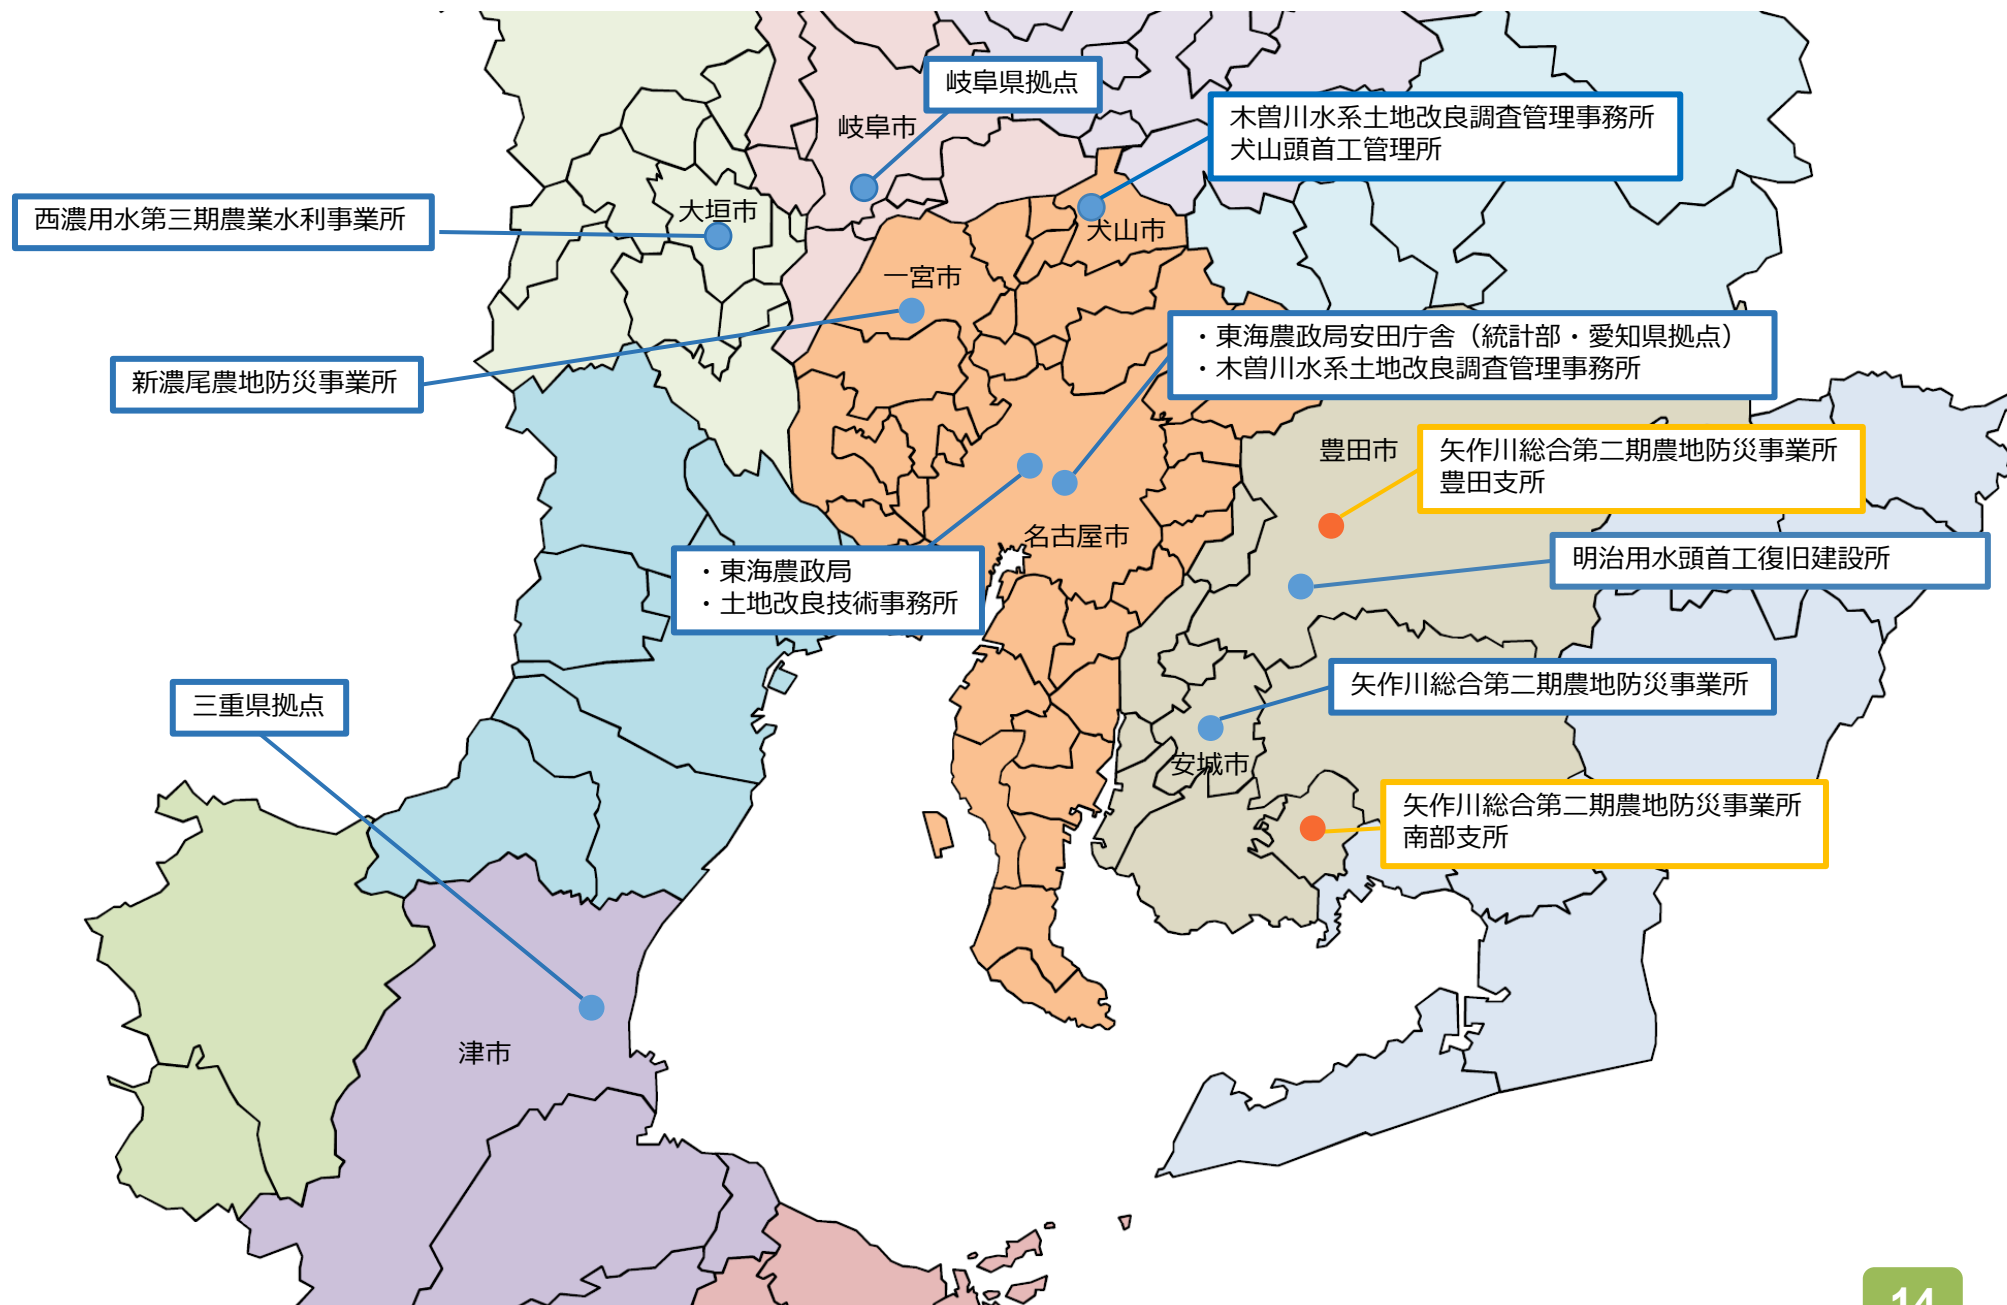 岐阜県拠点
岐阜市
木曽川水系土地改良調査管理事務所
犬山頭首工管理所
西濃用水第三期農業水利事業所
大垣市
犬山市
一宮市
・東海農政局安田庁舎（統計部・愛知県拠点）
・木曽川水系土地改良調査管理事務所
新濃尾農地防災事業所
豊田市
矢作川総合第二期農地防災事業所
豊田支所
名古屋市
明治用水頭首工復旧建設所
・東海農政局
・土地改良技術事務所
三重県拠点
矢作川総合第二期農地防災事業所
安城市
矢作川総合第二期農地防災事業所
南部支所
津市
14